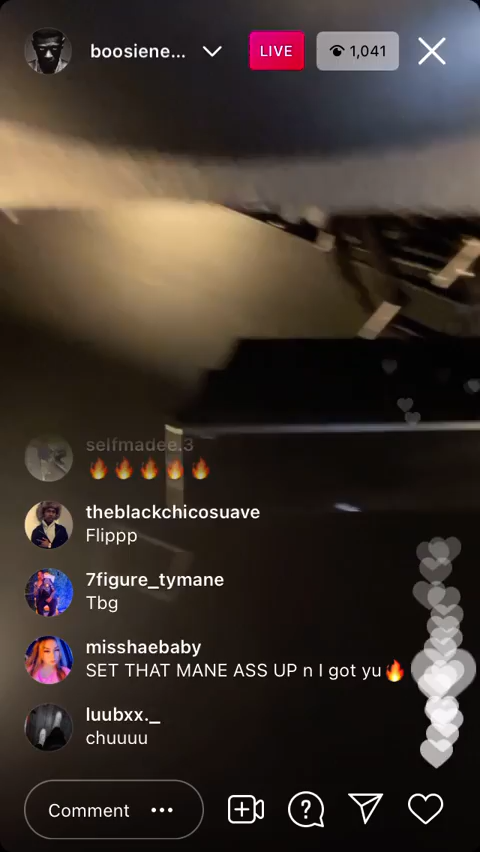 boosiene...
LIVE
1,041
selfmadee.3
🔥🔥🔥🔥🔥
theblackchicosuave
Flippp
7figure_tymane
Tbg
misshaebaby
SET THAT MANE ASS UP n I got yu🔥
luubxx._
chuuuu
Comment